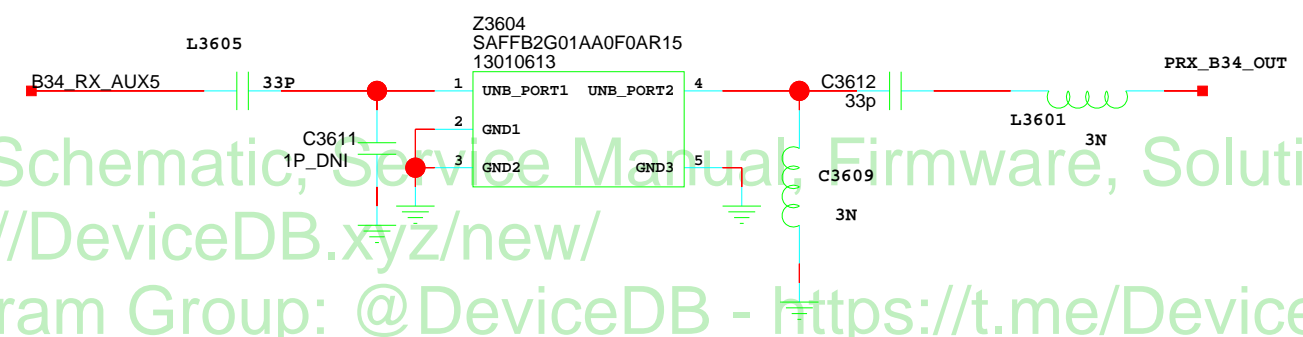 Z3604
SAFFB2G01AA0F0AR15
13010613
L3605
B34_RX_AUX5
33P
1
UNB_PORT1
UNB_PORT2
4
C3612
33p
PRX_B34_OUT
L3601
3N
2
GND1
C3611
1P_DNI
3
GND2
GND3
5
C3609
3N
Schematic, Service Manual, Firmware, Soluti
//DeviceDB.xyz/new/
ram Group: @DeviceDB - https://t.me/Device